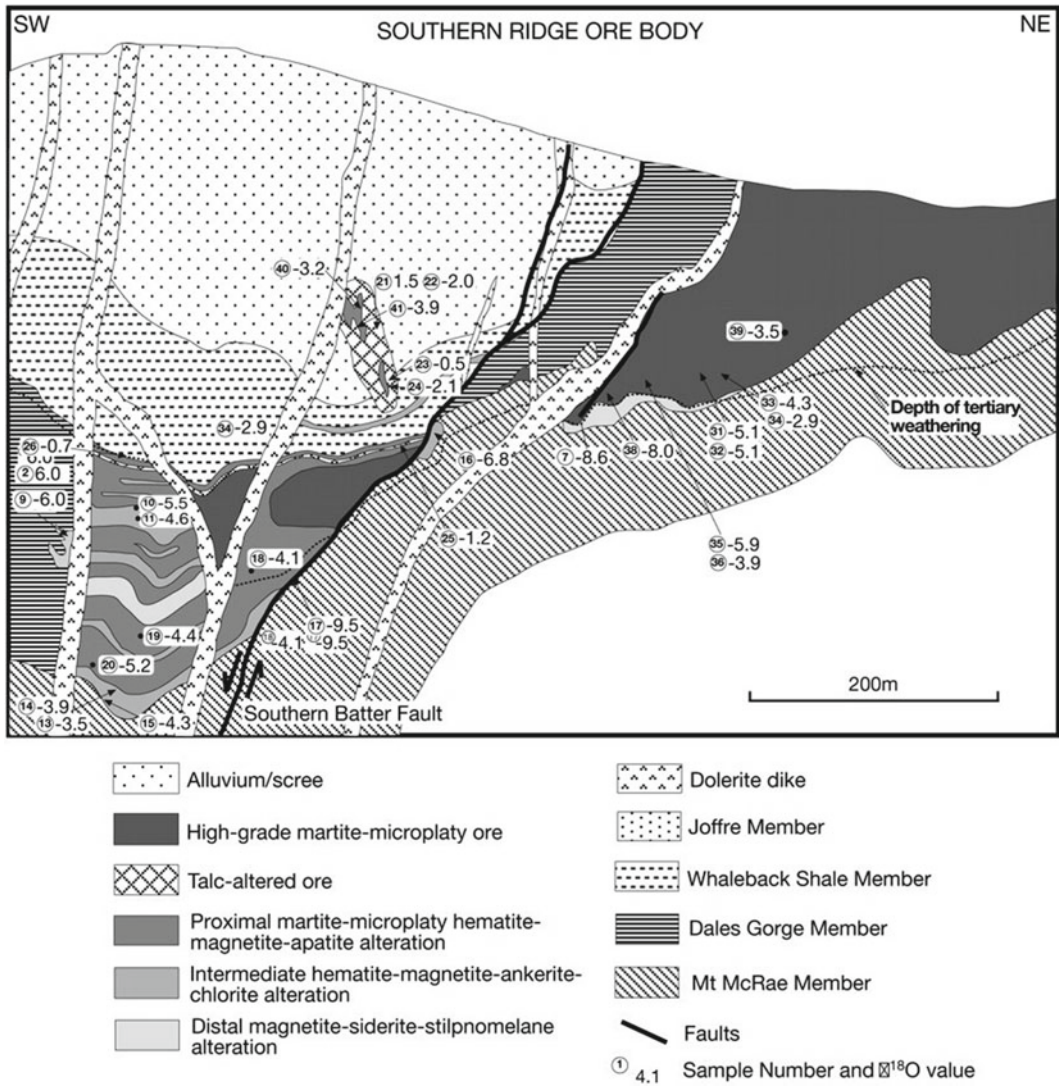 SW
SOUTHERN RIDGE ORE BODY
NE
40 -3.2
21 1.5 22 -2.0
41 -3.9
23 -0.5
24 -2.1
39 -3.5
34 -2.9
33 -4.3
34 -2.9
Depth of tertiary
weathering
31 -5.1
32 -5.1
26 -0.7
2 6.0
9 -6.0
16 -6.8
7 -8.6
38 -8.0
10 -5.5
11 -4.6
25 -1.2
35 -5.9
36 -3.9
18 -4.1
17 -9.5
-9.5
18 -4.1
19 -4.4
20 -5.2
200m
14 -3.9
13 -3.5
15 -4.3
Southern Batter Fault
Alluvium/scree
High-grade martite-microplaty ore
Talc-altered ore
Proximal martite-microplaty hematite-
magnetite-apatite alteration
Intermediate hematite-magnetite-ankerite-
chlorite alteration
Distal magnetite-siderite-stilpnomelane
alteration
Dolerite dike
Joffre Member
Whaleback Shale Member
Dales Gorge Member
Mt McRae Member
Faults
1 4.1 Sample Number and 18O value